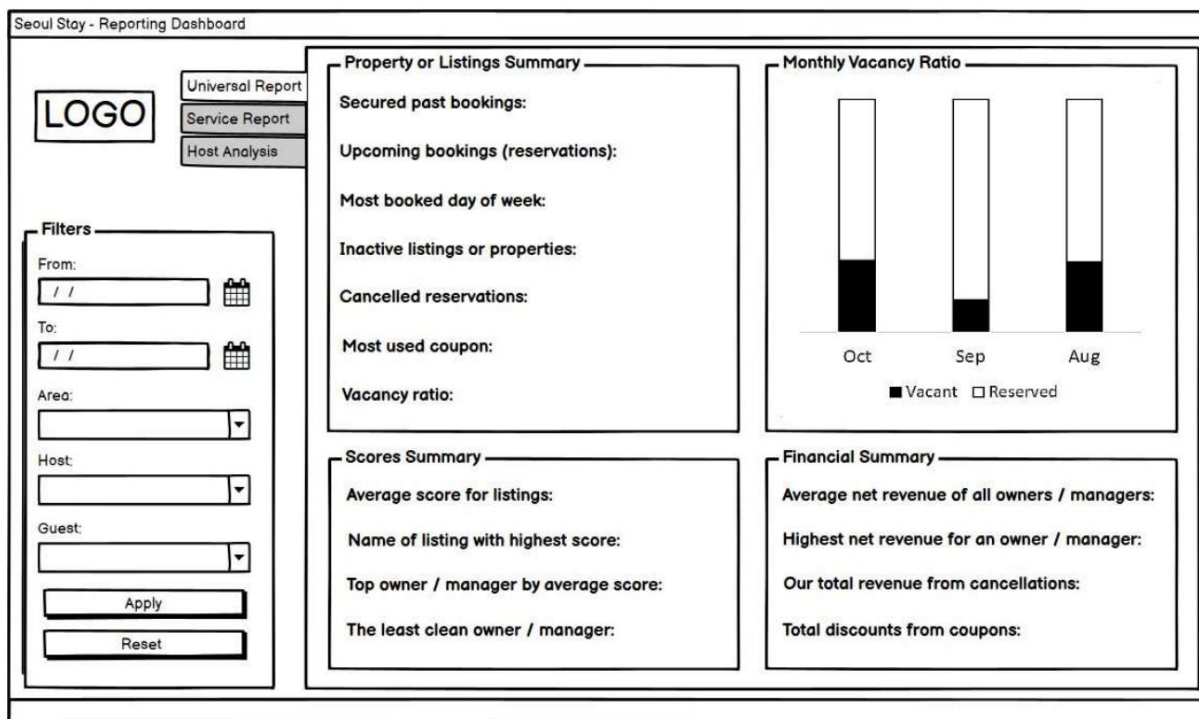 Seoul Stay - Reporting Dashboard
LOGO
Universal Report
Service Report
Host Analysis
Filters
From:
/ /
To:
/ /
Area:
Host:
Guest:
Apply
Reset
Property or Listings Summary
Secured past bookings:
Upcoming bookings (reservations):
Most booked day of week:
Inactive listings or properties:
Cancelled reservations:
Most used coupon:
Vacancy ratio:
Monthly Vacancy Ratio
Oct Sep Aug
Vacant Reserved
Scores Summary
Average score for listings:
Name of listing with highest score:
Top owner / manager by average score:
The least clean owner / manager:
Financial Summary
Average net revenue of all owners / managers:
Highest net revenue for an owner / manager:
Our total revenue from cancellations:
Total discounts from coupons: